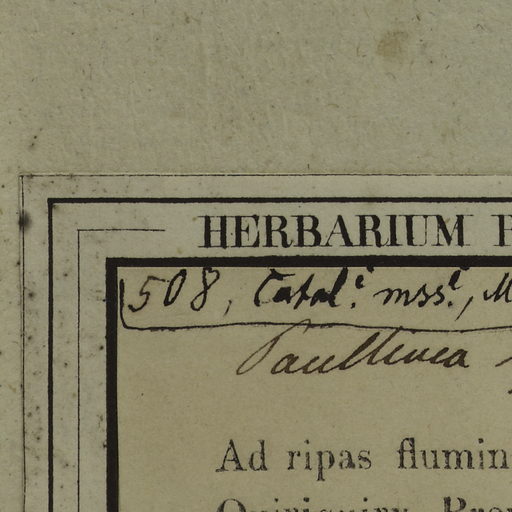 HERBARIUM
508, Catal.e mss.t, M
Paullinia
Ad ripas flumin